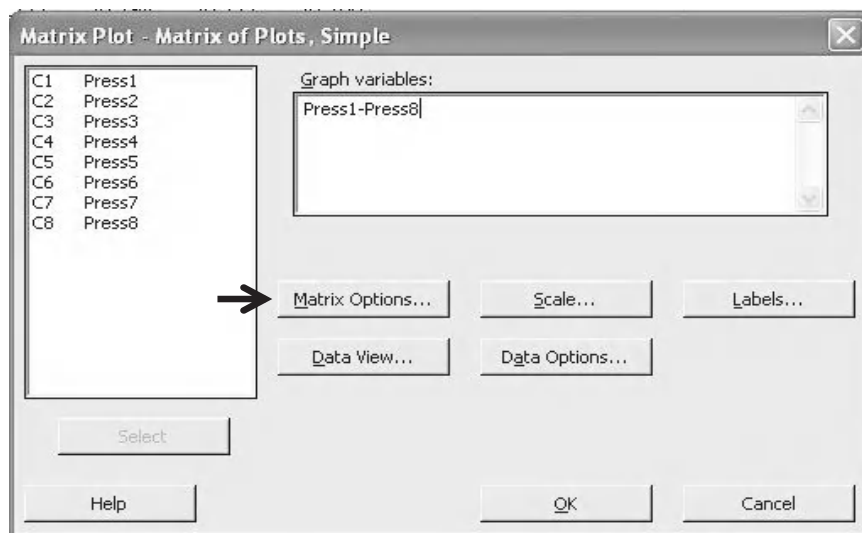 Matrix Plot - Matrix of Plots, Simple
C1 Press1
C2 Press2
C3 Press3
C4 Press4
C5 Press5
C6 Press6
C7 Press7
C8 Press8
Graph variables:
Press1-Press8
Matrix Options...
Scale...
Labels...
Data View...
Data Options...
Select
Help
OK
Cancel